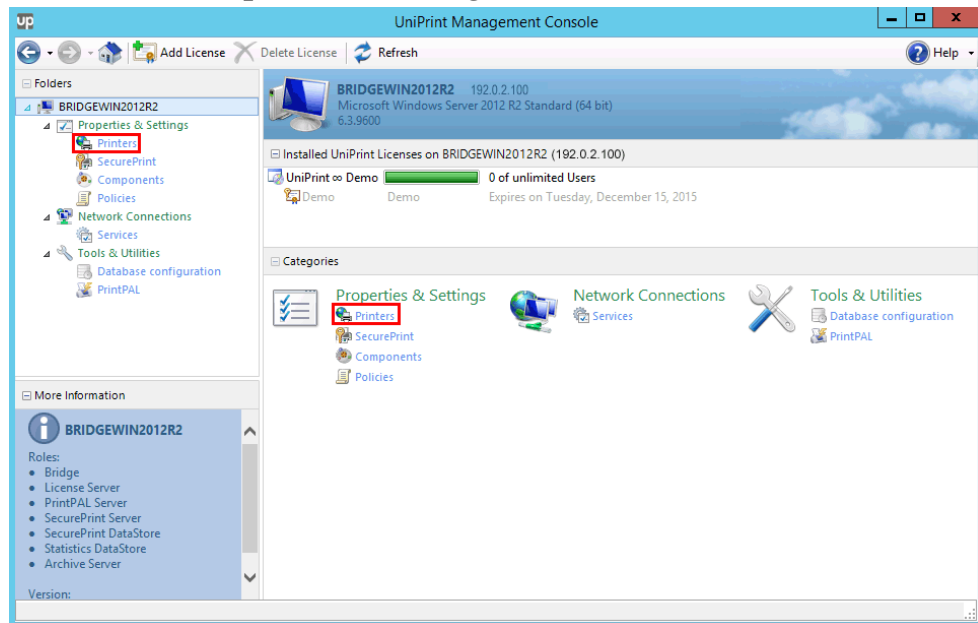 UP UniPrint Management Console
Add License Delete License Refresh Help
Folders
BRIDGEWIN2012R2
Properties & Settings
Printers
SecurePrint
Components
Policies
Network Connections
Services
Tools & Utilities
Database configuration
PrintPAL
More Information
BRIDGEWIN2012R2
Roles:
• Bridge
• License Server
• PrintPAL Server
• SecurePrint Server
• SecurePrint DataStore
• Statistics DataStore
• Archive Server
Version:
BRIDGEWIN2012R2 192.0.2.100
Microsoft Windows Server 2012 R2 Standard (64 bit)
6.3.9600
Installed UniPrint Licenses on BRIDGEWIN2012R2 (192.0.2.100)
UniPrint ∞ Demo 0 of unlimited Users
Demo Demo Expires on Tuesday, December 15, 2015
Categories
Properties & Settings
Printers
SecurePrint
Components
Policies
Network Connections
Services
Tools & Utilities
Database configuration
PrintPAL